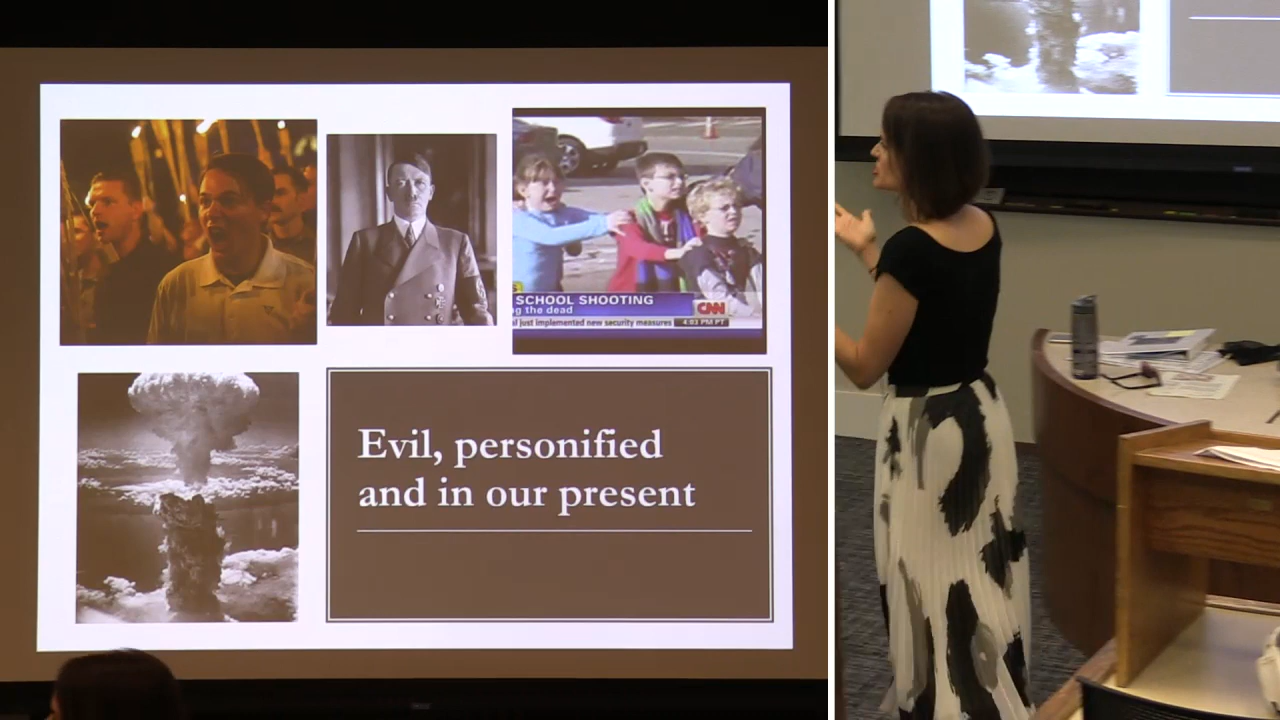 SCHOOL SHOOTING
g the dead
CNN
just implemented new security measures
4:03 PM PT
Evil, personified
and in our present